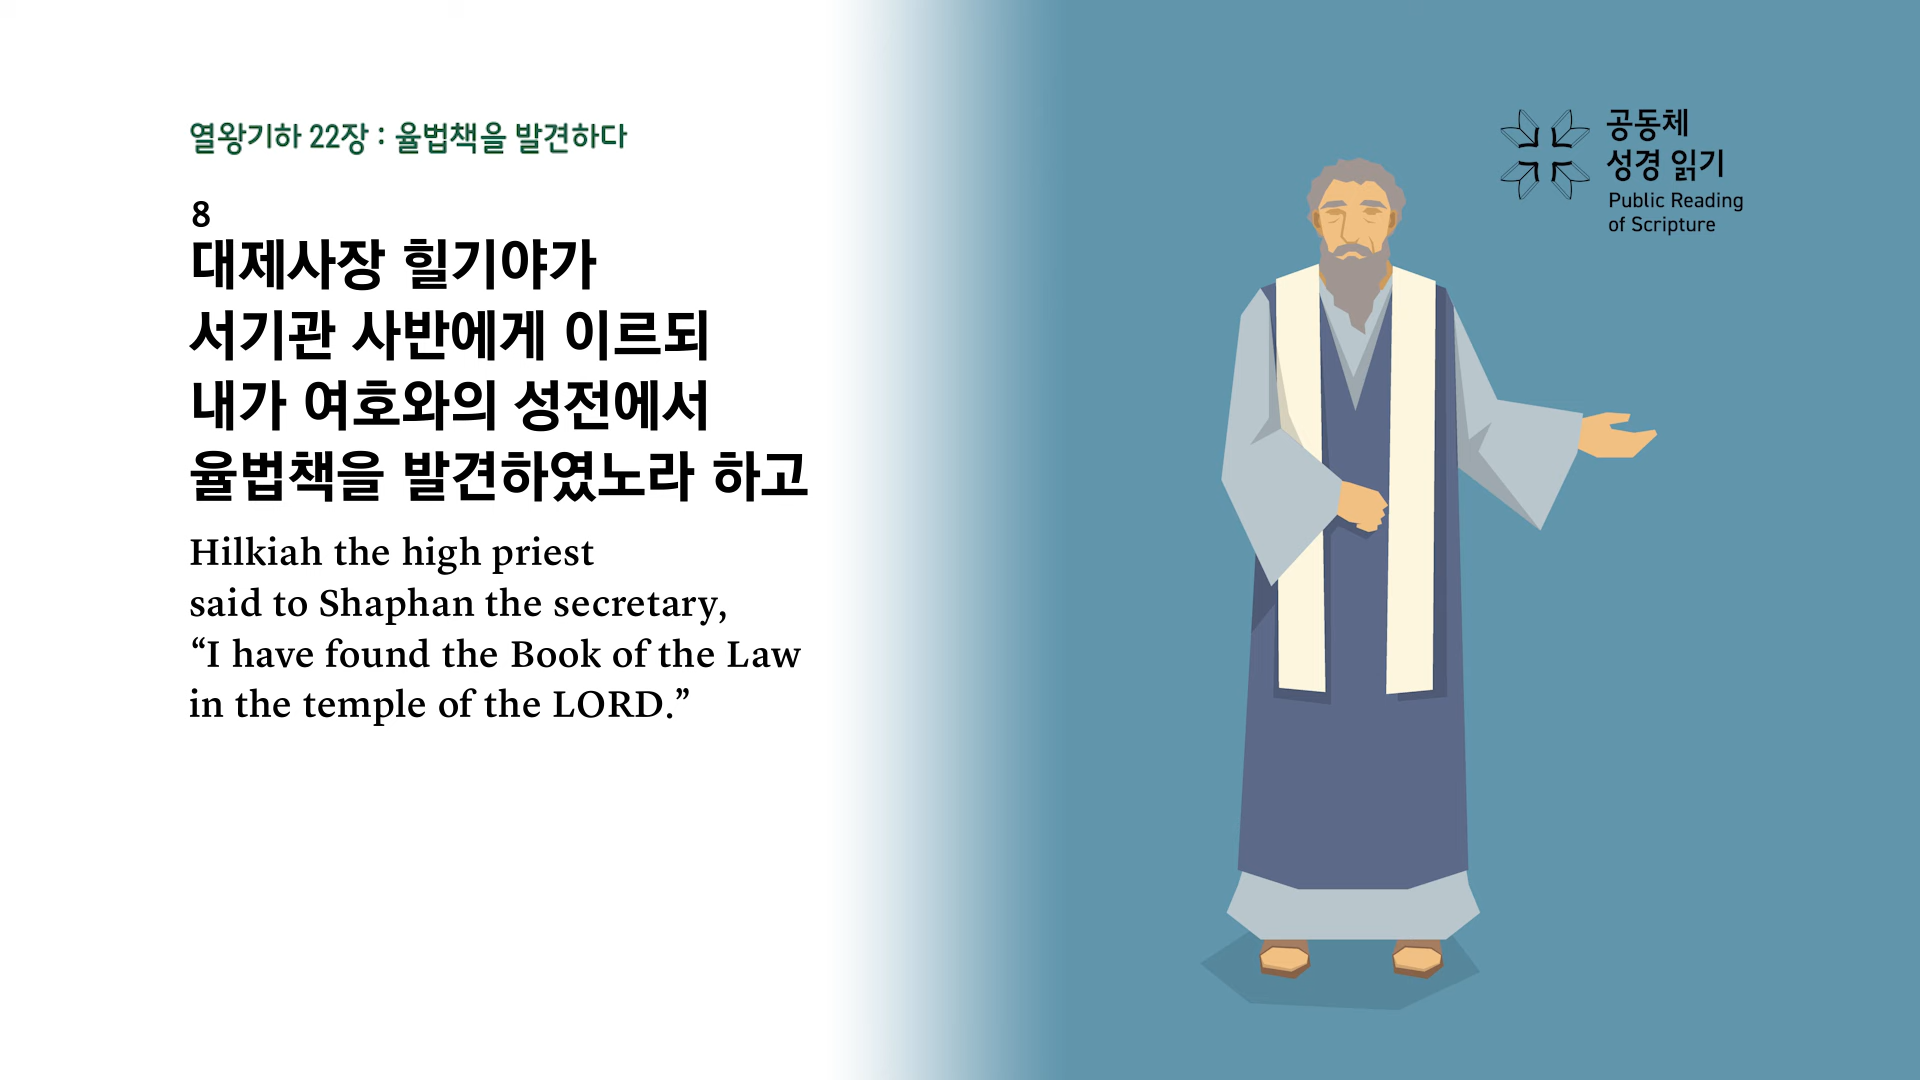 열왕기하 22장 : 율법책을 발견하다
8
대제사장 힐기야가
서기관 사반에게 이르되
내가 여호와의 성전에서
율법책을 발견하였노라 하고
Hilkiah the high priest
said to Shaphan the secretary,
“I have found the Book of the Law
in the temple of the LORD.”
공동체
성경 읽기
Public Reading
of Scripture